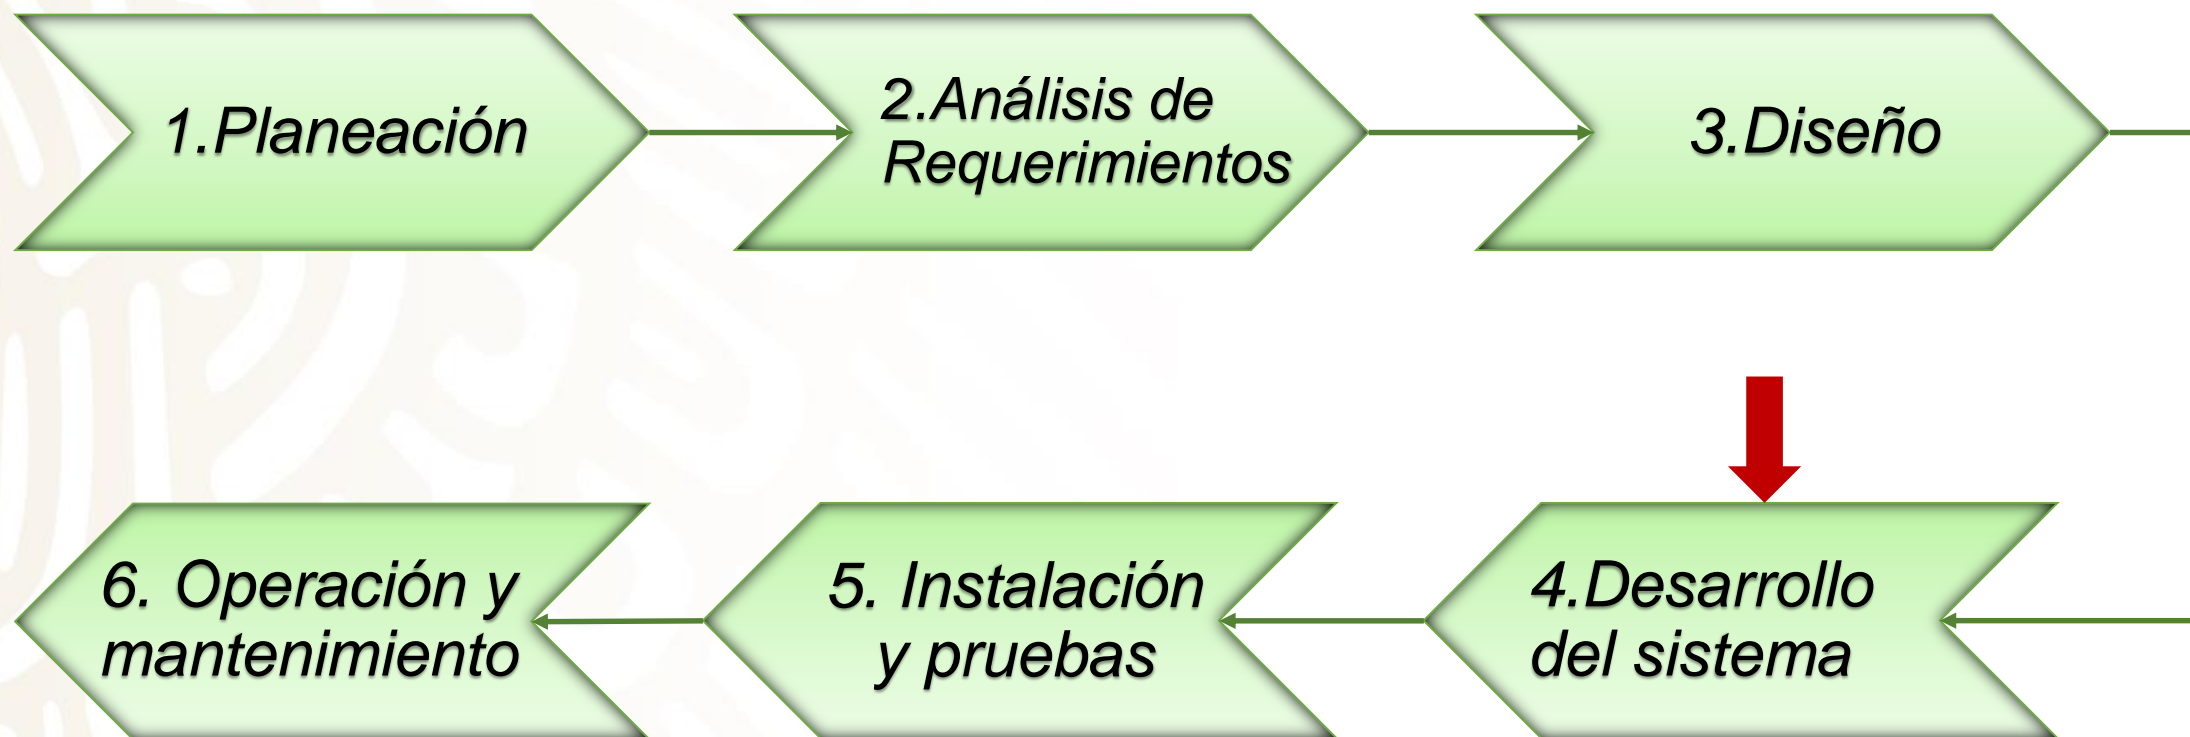 1.Planeación
2.Análisis de
Requerimientos
3.Diseño
4.Desarrollo
del sistema
5. Instalación
y pruebas
6. Operación y
mantenimiento